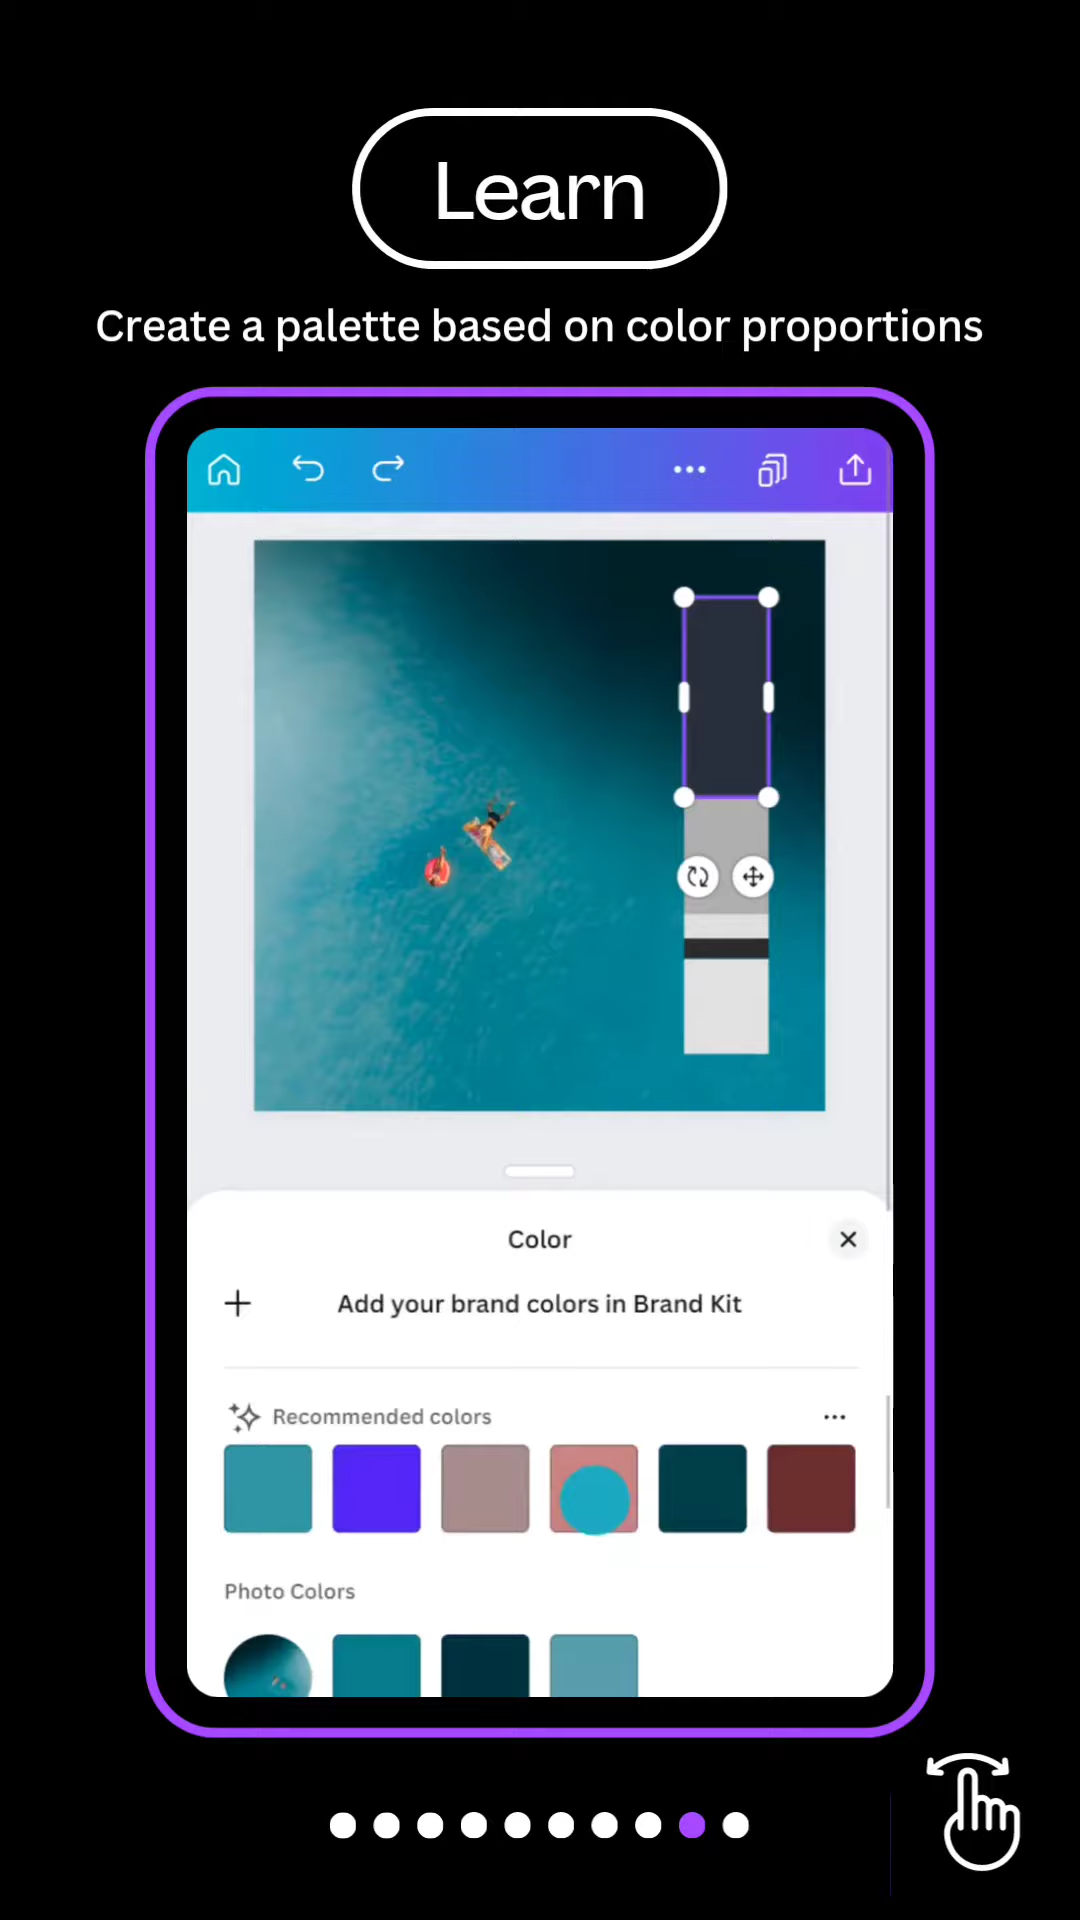 Learn
Create a palette based on color proportions
Color
Add your brand colors in Brand Kit
Recommended colors
Photo Colors